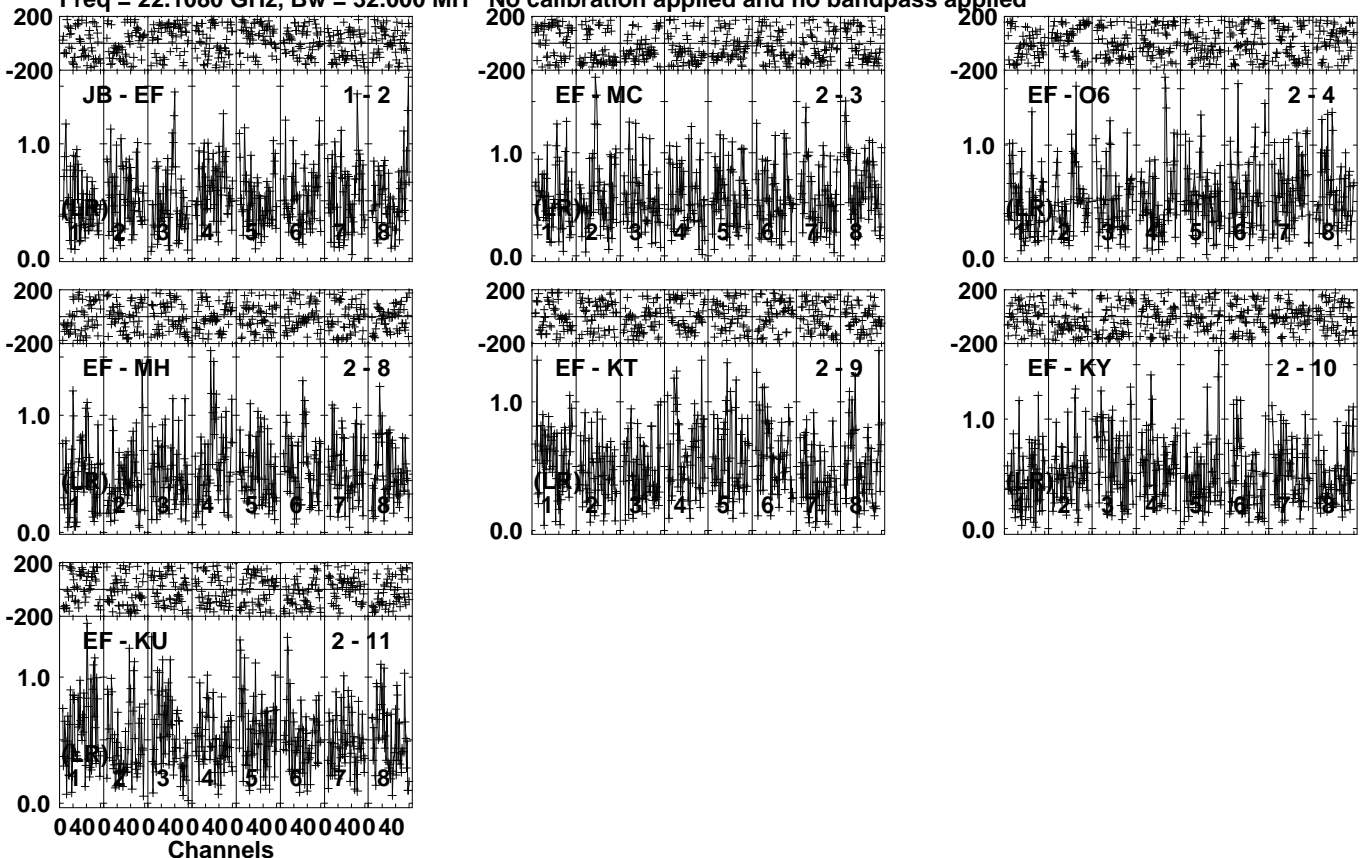 Freq = 22.1080 GHz, Bw = 32.000 MH No calibration applied and no bandpass applied
200 200 200
-200 -200 -200
JB - EF 1 - 2 EF - MC 2 - 3 EF - O6 2 - 4
1.0 1.0 1.0
(LR) (LR) (LR)
1 2 3 4 5 6 7 8 1 2 3 4 5 6 7 8 1 2 3 4 5 6 7 8
0.0 0.0 0.0
200 200 200
-200 -200 -200
EF - MH 2 - 8 EF - KT 2 - 9 EF - KY 2 - 10
1.0 1.0 1.0
(LR) (LR) (LR)
1 2 3 4 5 6 7 8 1 2 3 4 5 6 7 8 1 2 3 4 5 6 7 8
0.0 0.0 0.0
200
-200
EF - KU 2 - 11
1.0
(LR)
1 2 3 4 5 6 7 8
0.0
0 40 0 40 0 40 0 40 0 40 0 40 0 40 0 40
Channels